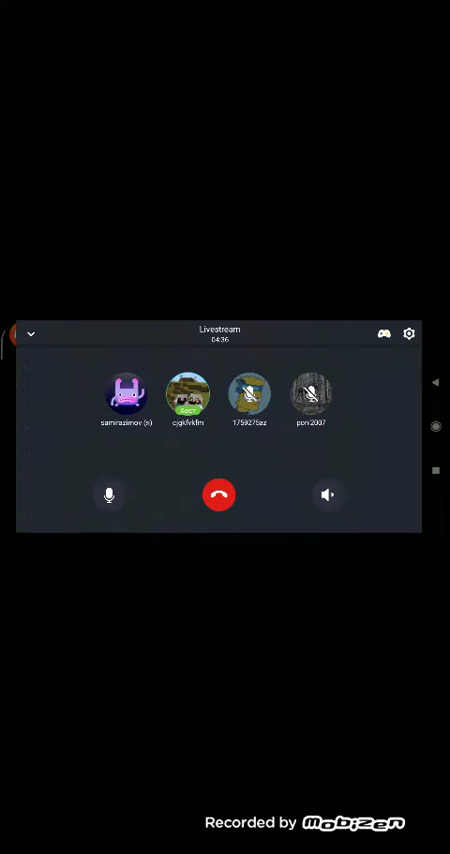 Livestream
04:36
Хост
samirazimov (я)
cjgkfvkfm
1759276az
poni2007
Recorded by mobizen